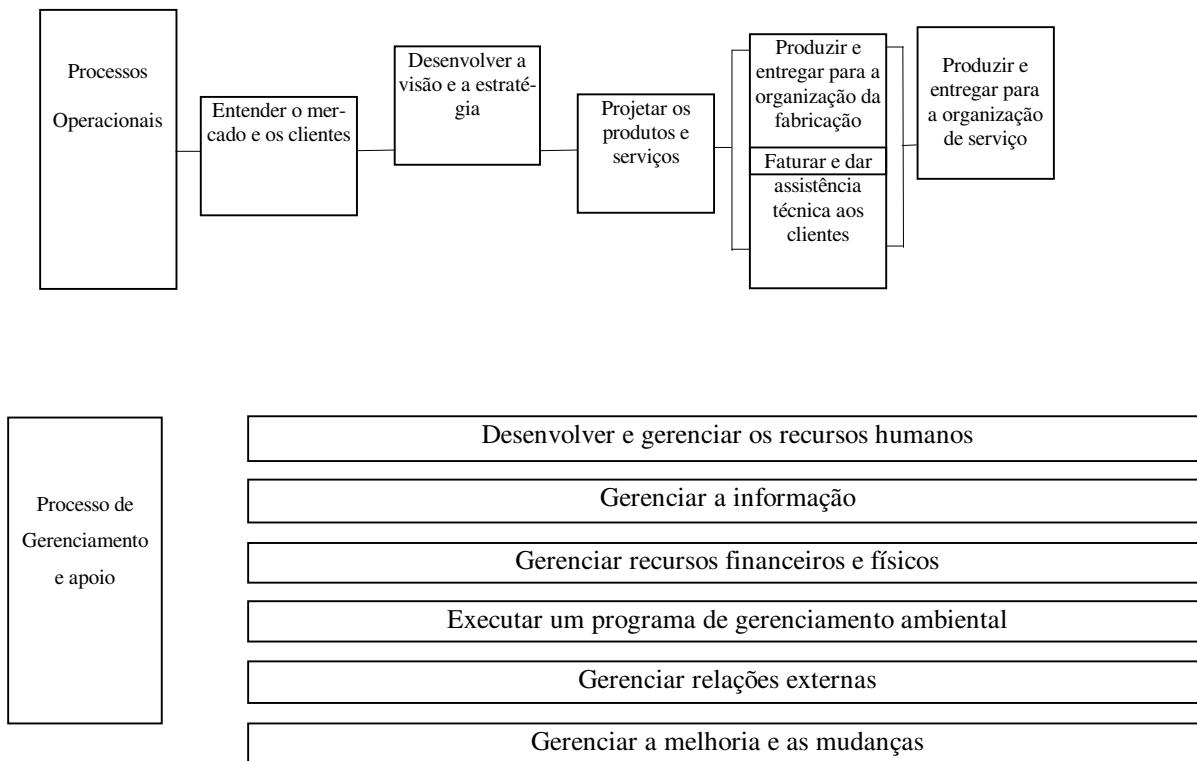 Processos
Operacionais
Entender o mer-
cado e os clientes
Desenvolver a
visão e a estraté-
gia
Projetar os
produtos e
serviços
Produzir e
entregar para a
organização da
fabricação
Faturar e dar
assistência
técnica aos
clientes
Produzir e
entregar para
a organização
de serviço
Processo de
Gerenciamento
e apoio
Desenvolver e gerenciar os recursos humanos
Gerenciar a informação
Gerenciar recursos financeiros e físicos
Executar um programa de gerenciamento ambiental
Gerenciar relações externas
Gerenciar a melhoria e as mudanças